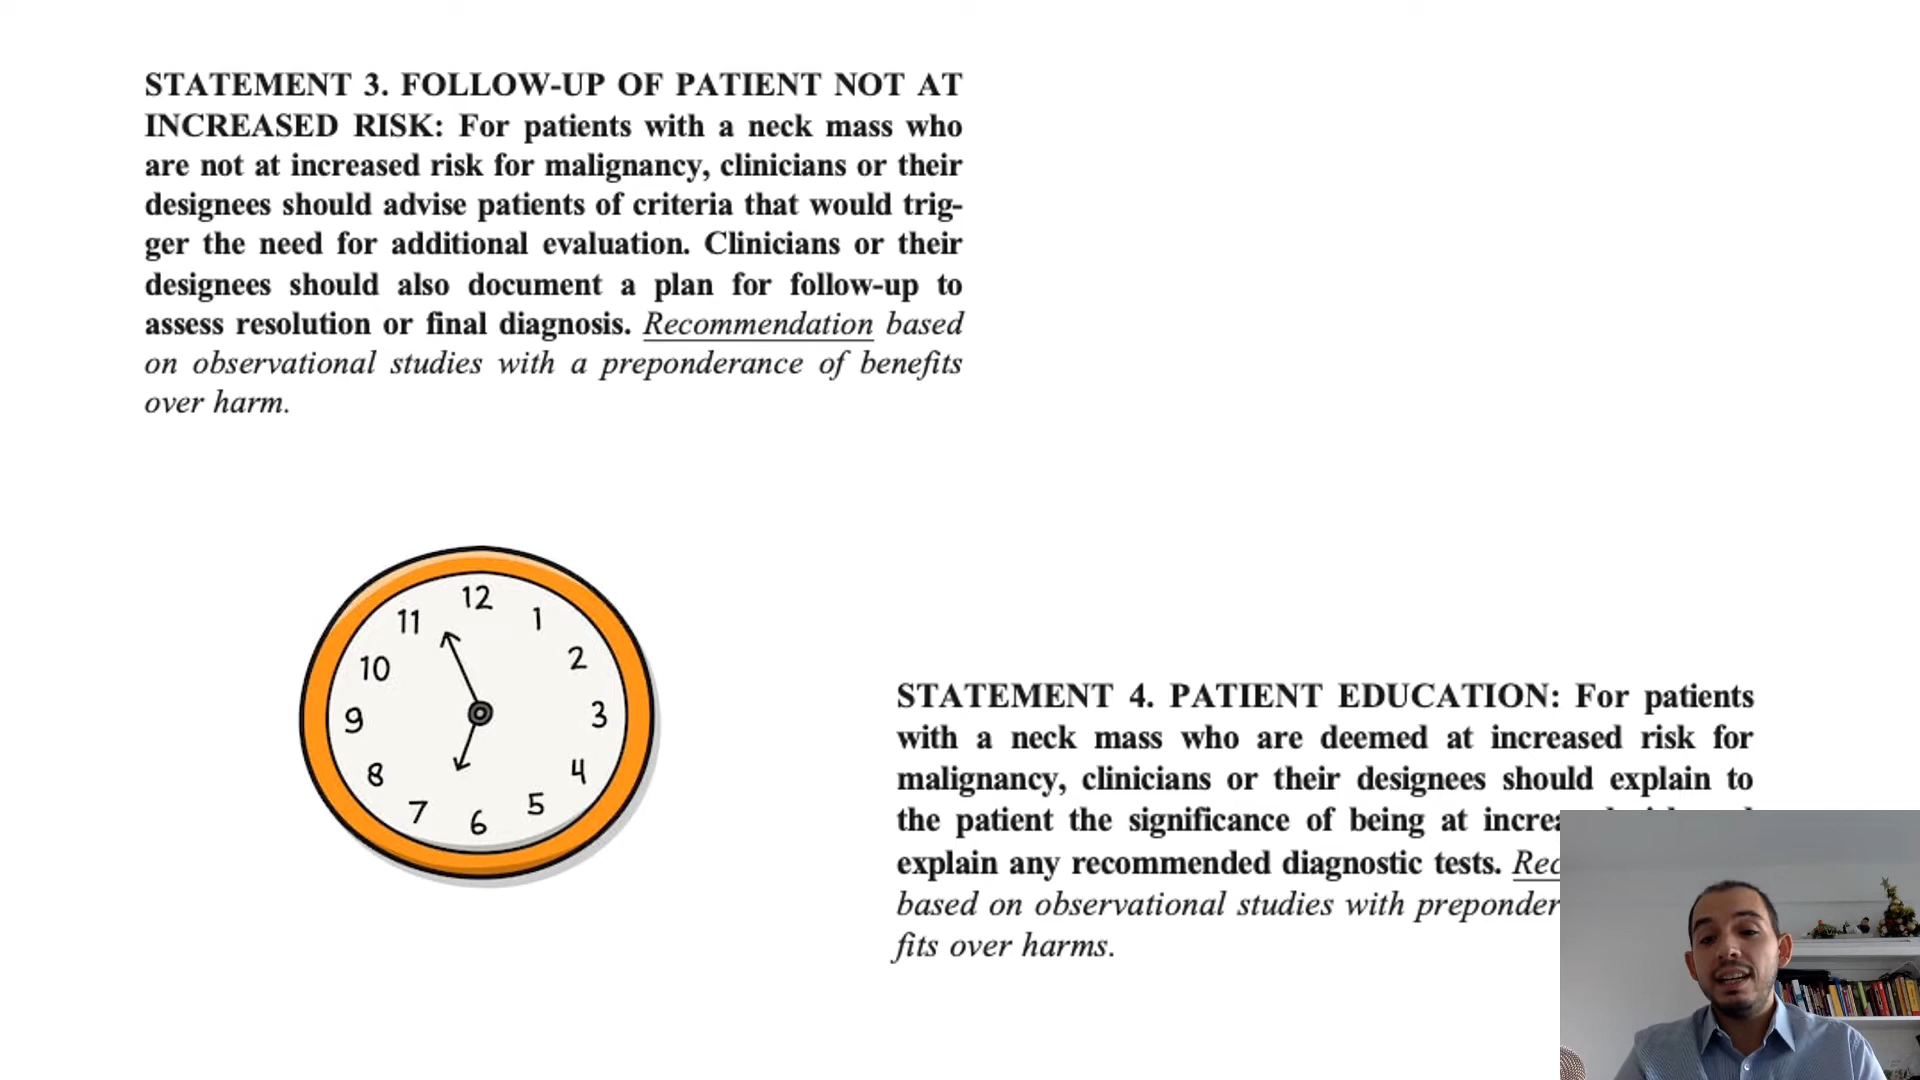 STATEMENT 3. FOLLOW-UP OF PATIENT NOT AT
INCREASED RISK: For patients with a neck mass who
are not at increased risk for malignancy, clinicians or their
designees should advise patients of criteria that would trig-
ger the need for additional evaluation. Clinicians or their
designees should also document a plan for follow-up to
assess resolution or final diagnosis. Recommendation based
on observational studies with a preponderance of benefits
over harm.
12
11
1
10
2
9
3
8
4
7
5
6
STATEMENT 4. PATIENT EDUCATION: For patients
with a neck mass who are deemed at increased risk for
malignancy, clinicians or their designees should explain to
the patient the significance of being at
explain any recommended diagnostic tests.
based on observational studies with
fits over harms.